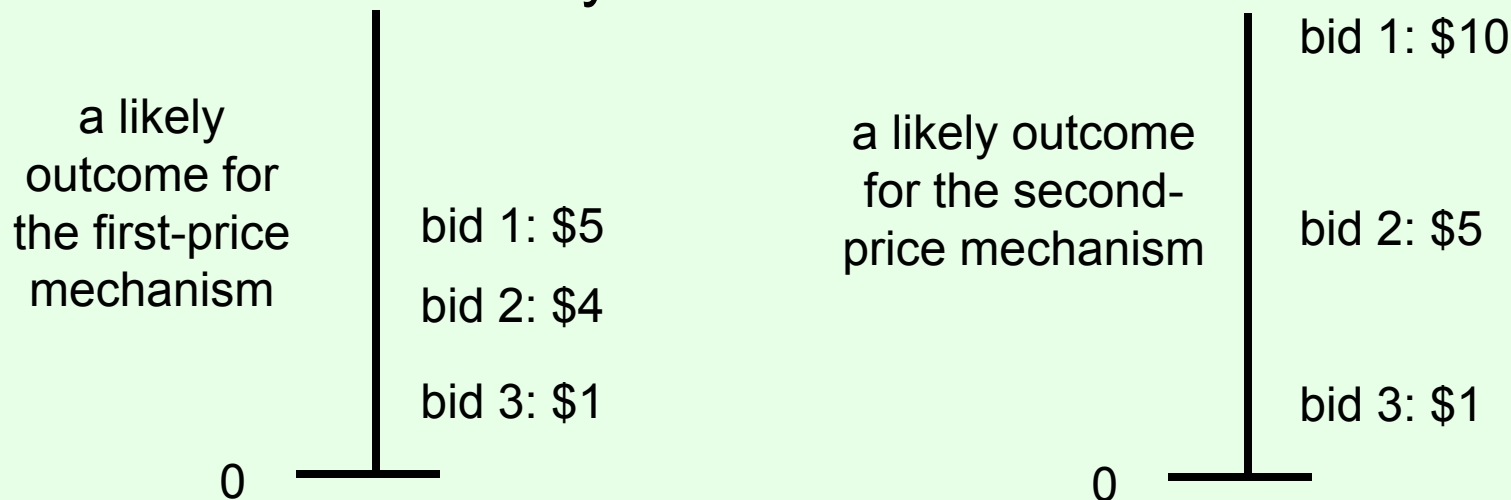 a likely
outcome for
the first-price
mechanism
bid 1: $5
bid 2: $4
bid 3: $1
0
a likely outcome
for the second-
price mechanism
bid 1: $10
bid 2: $5
bid 3: $1
0